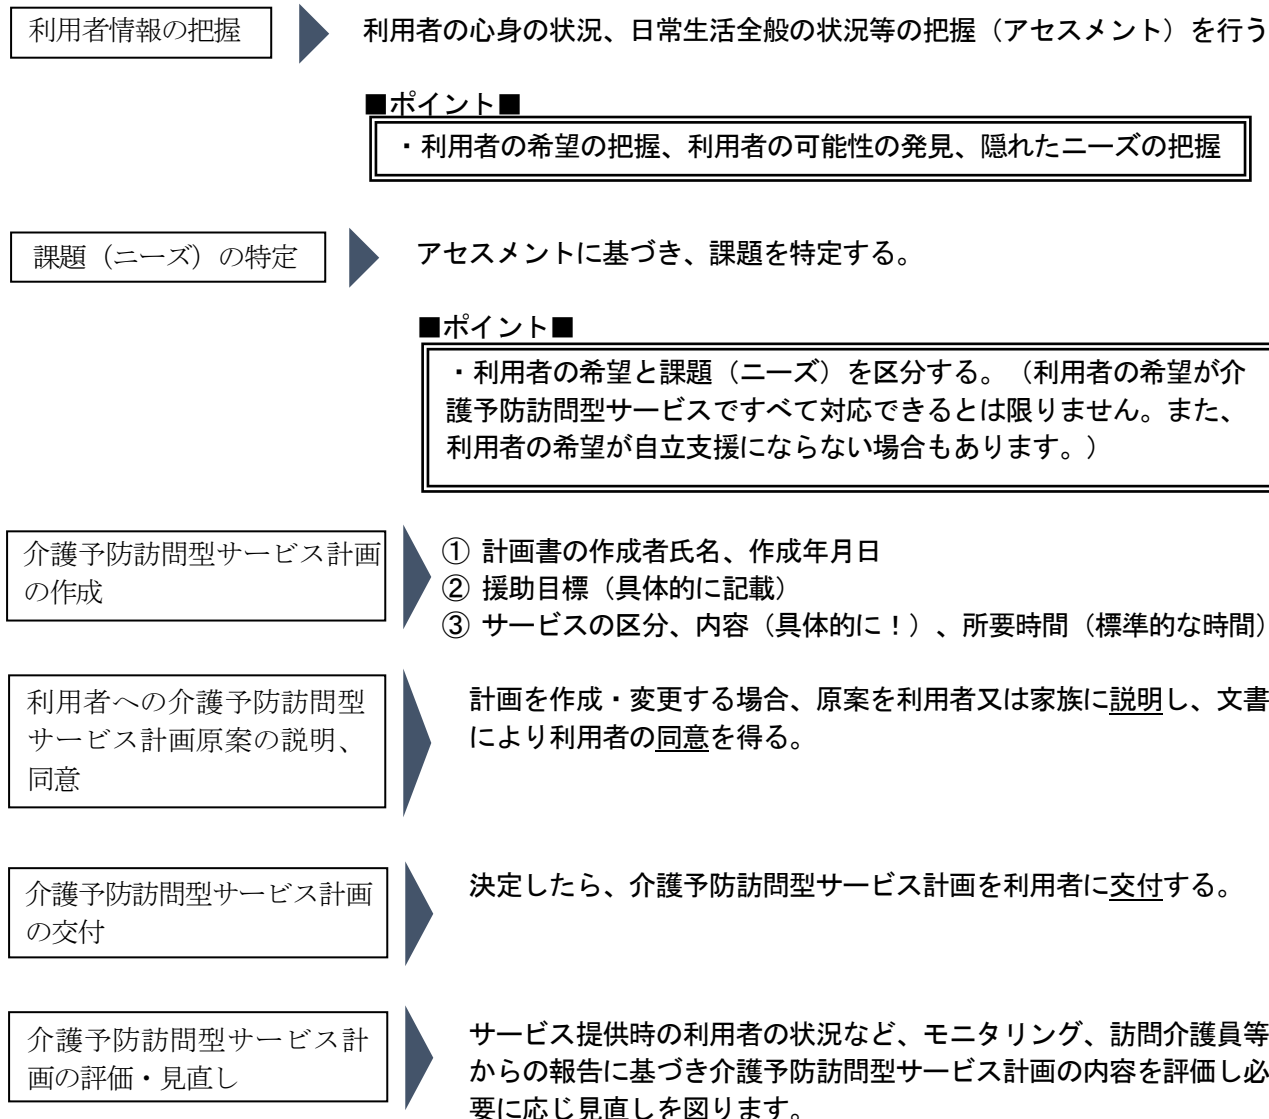 利用者情報の把握
利用者の心身の状況、日常生活全般の状況等の把握（アセスメント）を行う
■ポイント■
・利用者の希望の把握、利用者の可能性の発見、隠れたニーズの把握
課題（ニーズ）の特定
アセスメントに基づき、課題を特定する。
■ポイント■
・利用者の希望と課題（ニーズ）を区分する。（利用者の希望が介
護予防訪問型サービスですべて対応できるとは限りません。また、
利用者の希望が自立支援にならない場合もあります。）
介護予防訪問型サービス計画
の作成
① 計画書の作成者氏名、作成年月日
② 援助目標（具体的に記載）
③ サービスの区分、内容（具体的に！）、所要時間（標準的な時間）
利用者への介護予防訪問型
サービス計画原案の説明、
同意
計画を作成・変更する場合、原案を利用者又は家族に説明し、文書
により利用者の同意を得る。
介護予防訪問型サービス計画
の交付
決定したら、介護予防訪問型サービス計画を利用者に交付する。
介護予防訪問型サービス計
画の評価・見直し
サービス提供時の利用者の状況など、モニタリング、訪問介護員等
からの報告に基づき介護予防訪問型サービス計画の内容を評価し必
要に応じ見直しを図ります。